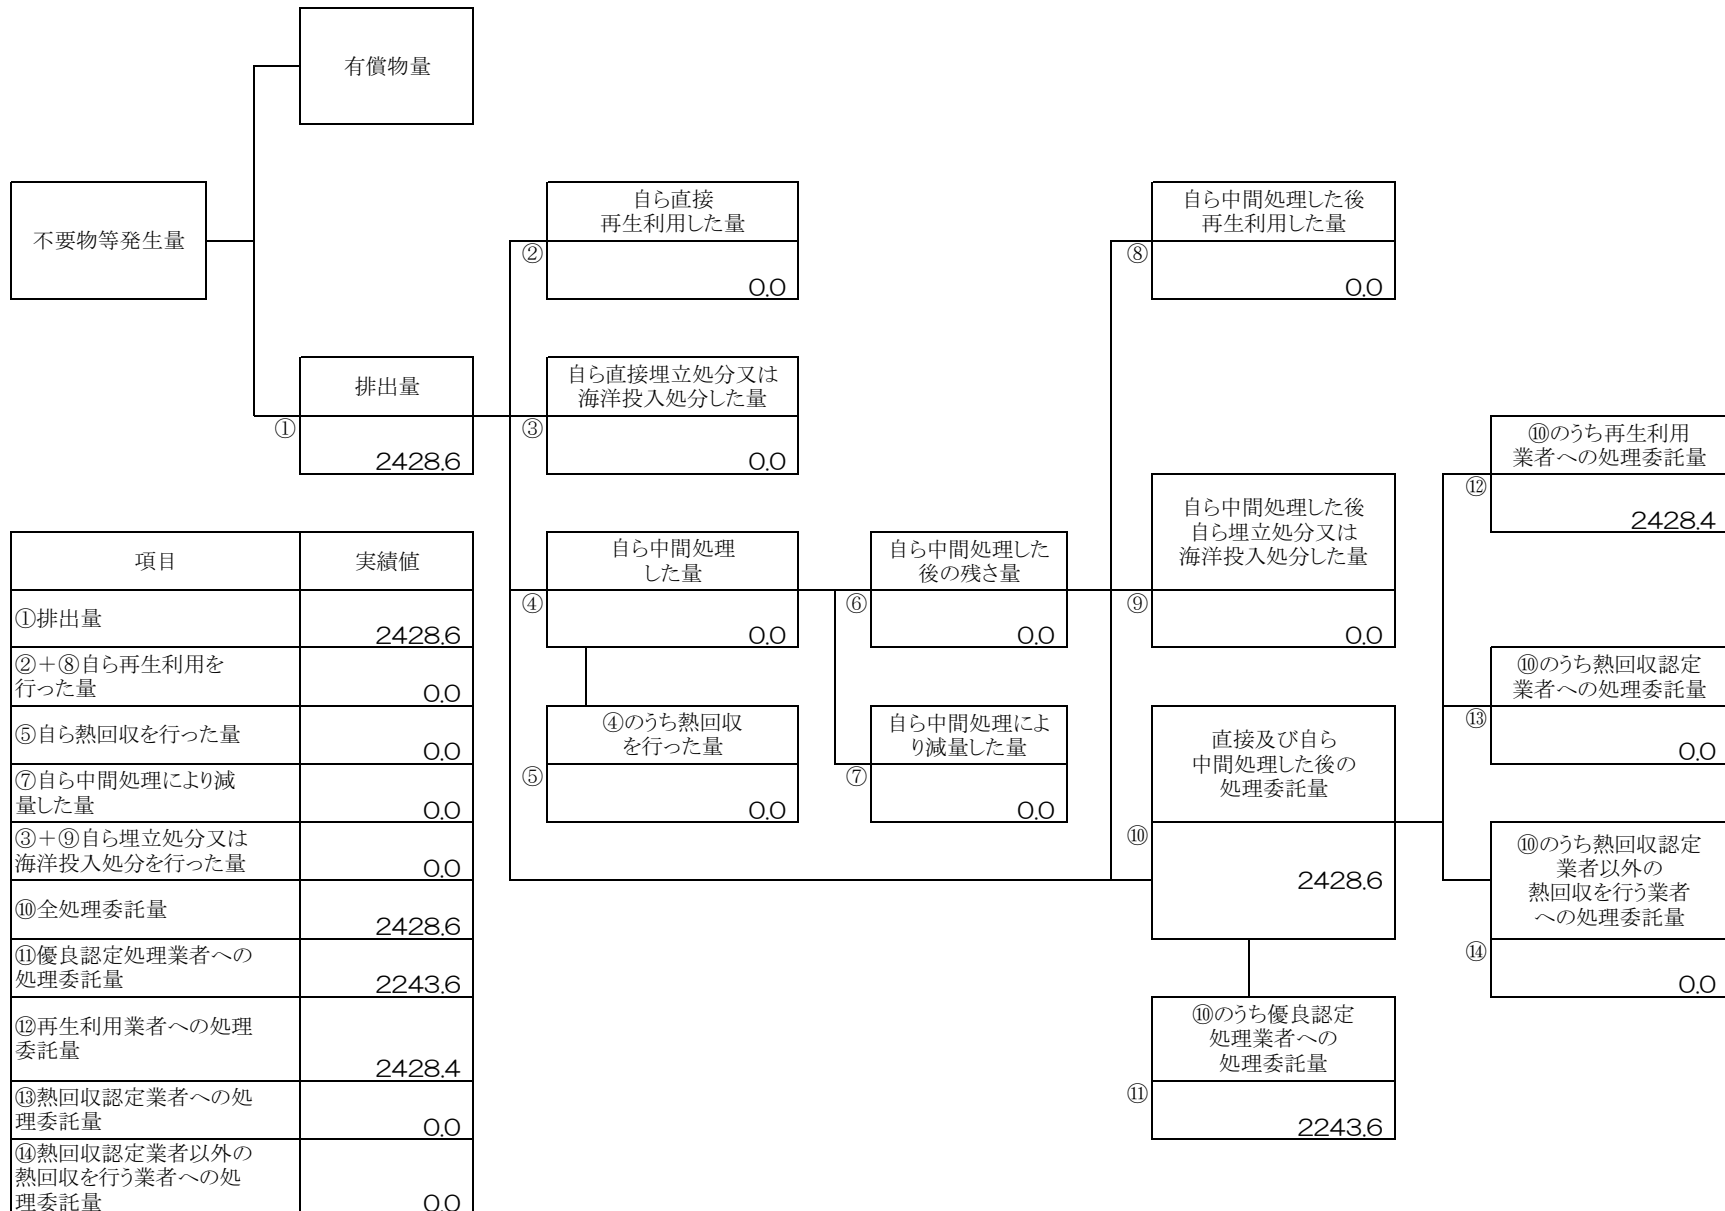 有償物量
不要物等発生量
排出量
①
2428.6
自ら直接
再生利用した量
②
0.0
自ら直接埋立処分又は
海洋投入処分した量
③
0.0
自ら中間処理
した量
④
0.0
④のうち熱回収
を行った量
⑤
0.0
自ら中間処理した
後の残さ量
⑥
0.0
自ら中間処理によ
り減量した量
⑦
0.0
自ら中間処理した後
再生利用した量
⑧
0.0
自ら中間処理した後
自ら埋立処分又は
海洋投入処分した量
⑨
0.0
直接及び自ら
中間処理した後の
処理委託量
⑩
2428.6
⑩のうち優良認定
処理業者への
処理委託量
⑪
2243.6
⑩のうち再生利用
業者への処理委託量
⑫
2428.4
⑩のうち熱回収認定
業者への処理委託量
⑬
0.0
⑩のうち熱回収認定
業者以外の
熱回収を行う業者
への処理委託量
⑭
0.0
項目 実績値
①排出量
2428.6
②+⑧自ら再生利用を
行った量
0.0
⑤自ら熱回収を行った量
0.0
⑦自ら中間処理により減
量した量
0.0
③+⑨自ら埋立処分又は
海洋投入処分を行った量
0.0
⑩全処理委託量
2428.6
⑪優良認定処理業者への
処理委託量
2243.6
⑫再生利用業者への処理
委託量
2428.4
⑬熱回収認定業者への処
理委託量
0.0
⑭熱回収認定業者以外の
熱回収を行う業者への処
理委託量
0.0